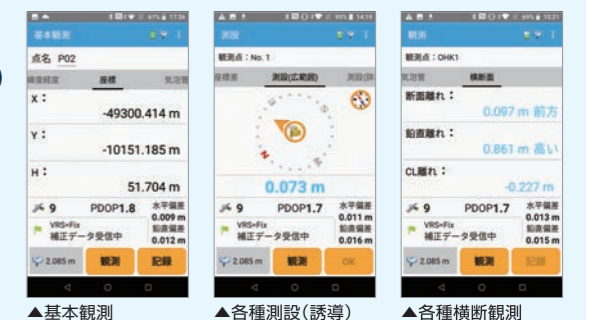 61% 17:36
基本観測
点名 P02
緯度経度 座標 気泡管
X:
-49300.414 m
Y:
-10151.185 m
H:
51.704 m
9 PDOP1.8 水平偏差
0.009 m
VRS=Fix 鉛直偏差
補正データ受信中 0.012 m
2.085 m 観測 記録
▲基本観測
測設
観測点:No. 1
座標差 測設(広範囲) 測設(詳
N
0.073 m
9 PDOP1.7 水平偏差
0.011 m
VRS=Fix 鉛直偏差
補正データ受信中 0.016 m
2.085 m 観測 OK
▲各種測設(誘導)
観測
観測点:OHK1
気泡管 横断面
断面離れ:
0.097 m 前方
鉛直離れ:
0.861 m 高い
CL離れ:
-0.227 m
9 PDOP1.7 水平偏差
0.013 m
VRS=Fix 鉛直偏差
補正データ受信中 0.015 m
2.085 m 観測 記録
▲各種横断観測